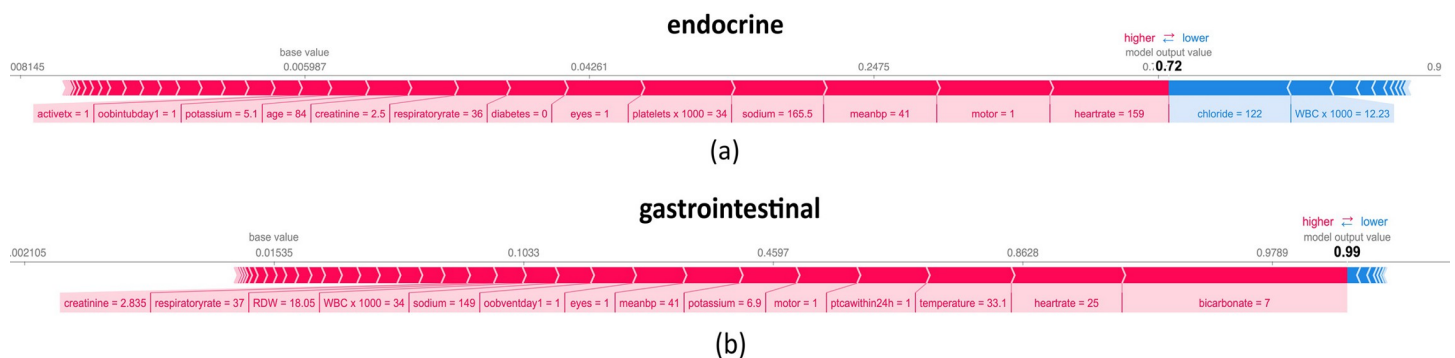 endocrine
higher ⇄ lower
base value model output value
008145 0.005987 0.04261 0.2475 0.72 0.9
activetx = 1 oobintubday1 = 1 potassium = 5.1 age = 84 creatinine = 2.5 respiratoryrate = 36 diabetes = 0 eyes = 1 platelets x 1000 = 34 sodium = 165.5 meanbp = 41 motor = 1 heartrate = 159 chloride = 122 WBC x 1000 = 12.23
(a)
gastrointestinal
higher ⇄ lower
base value model output value
.002105 0.01535 0.1033 0.4597 0.8628 0.9789 0.99
creatinine = 2.835 respiratoryrate = 37 RDW = 18.05 WBC x 1000 = 34 sodium = 149 oobventday1 = 1 eyes = 1 meanbp = 41 potassium = 6.9 motor = 1 ptcawithin24h = 1 temperature = 33.1 heartrate = 25 bicarbonate = 7
(b)